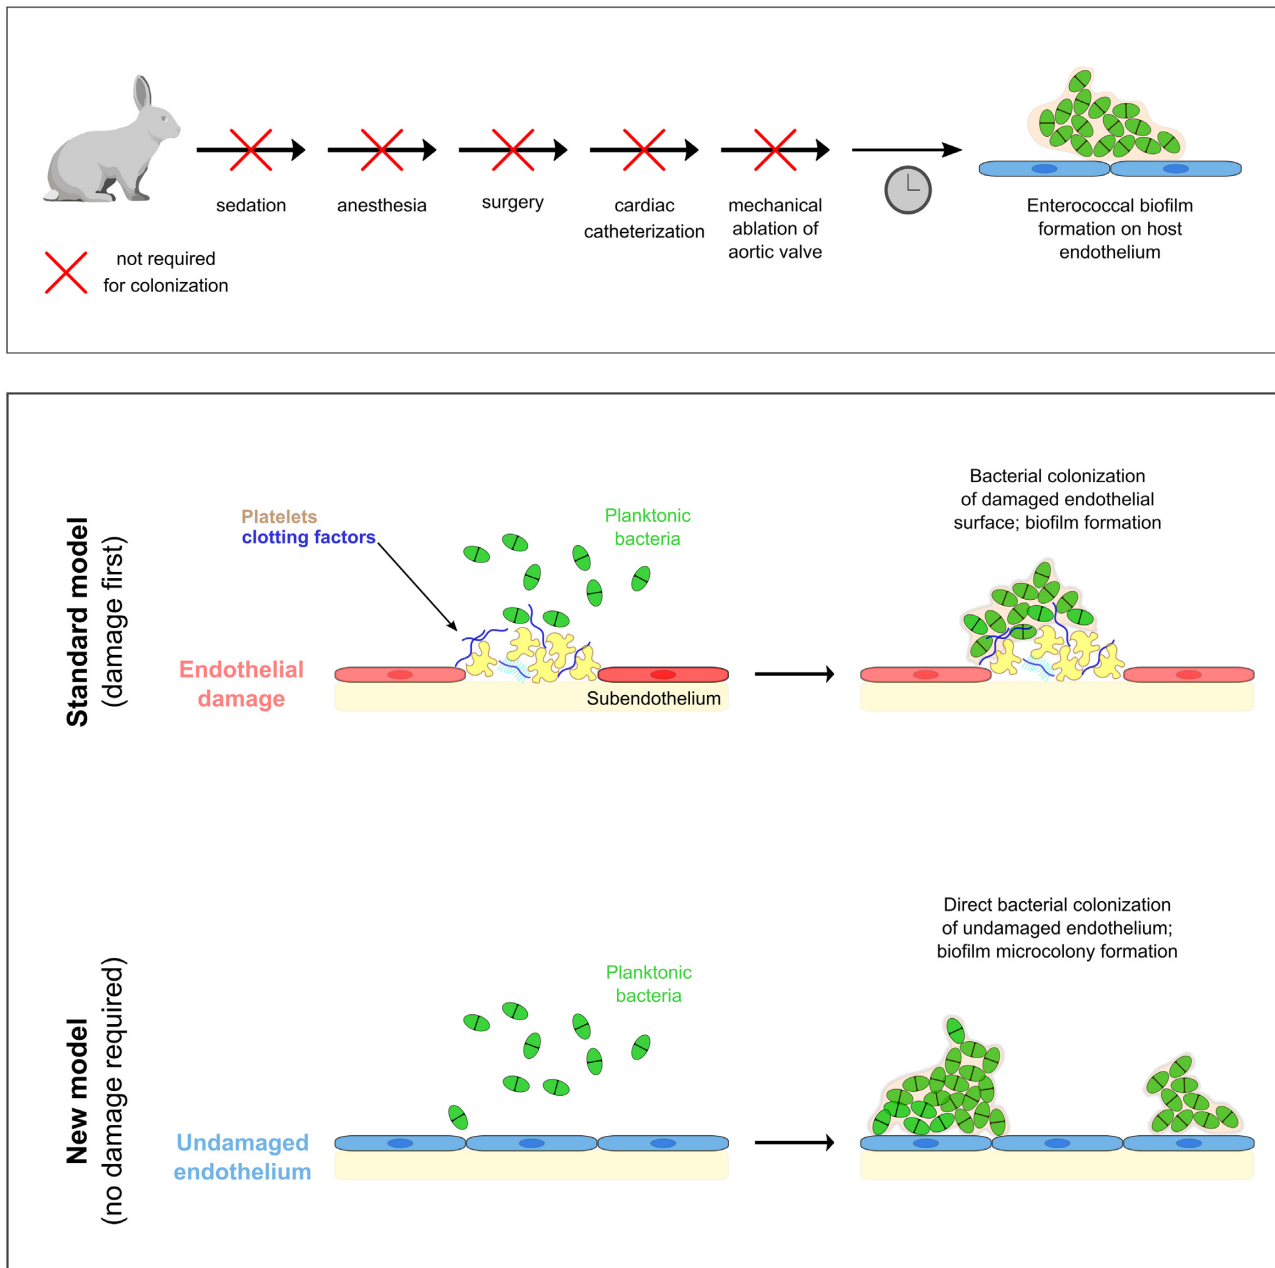 sedation
anesthesia
surgery
cardiac
catheterization
mechanical
ablation of
aortic valve
Enterococcal biofilm
formation on host
endothelium
not required
for colonization
Standard model
(damage first)
Platelets
clotting factors
Planktonic
bacteria
Bacterial colonization
of damaged endothelial
surface; biofilm formation
Endothelial
damage
Subendothelium
New model
(no damage required)
Planktonic
bacteria
Direct bacterial colonization
of undamaged endothelium;
biofilm microcolony formation
Undamaged
endothelium